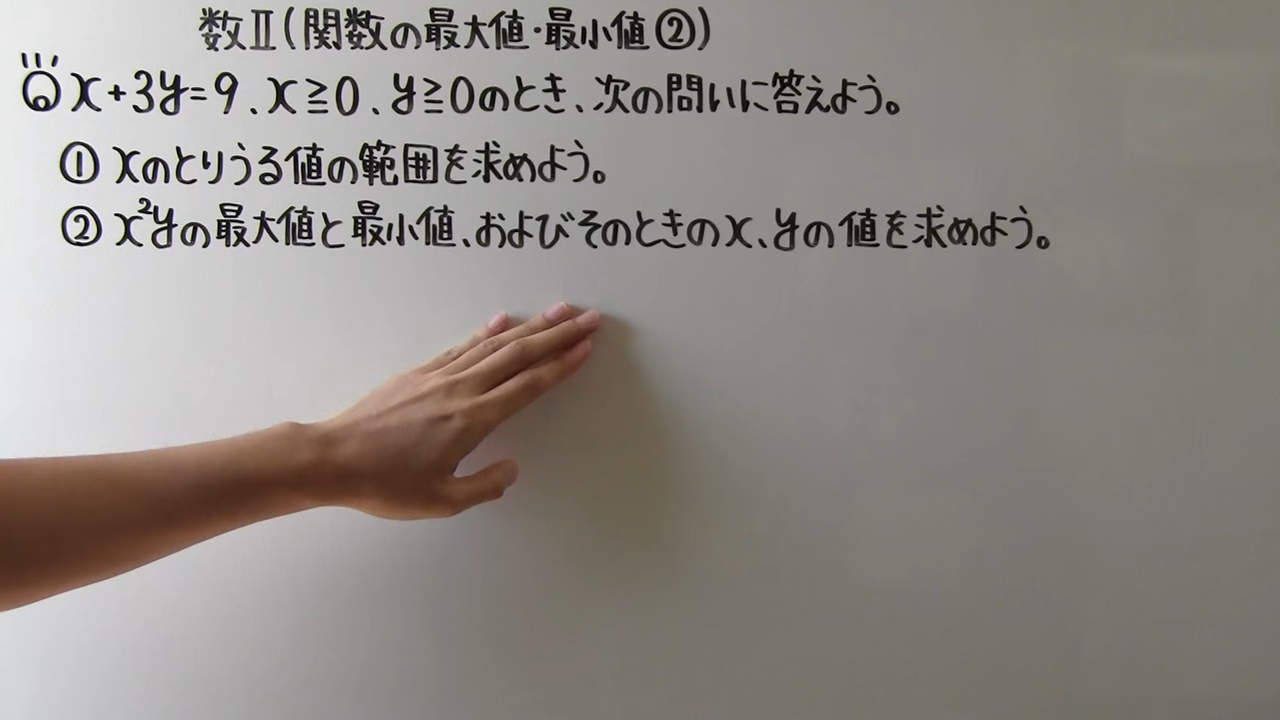 数Ⅱ(関数の最大値・最小値②)
x+3y=9、x≧0、y≧0のとき、次の問いに答えよう。
① xのとりうる値の範囲を求めよう。
② x²yの最大値と最小値、およびそのときのx、yの値を求めよう。